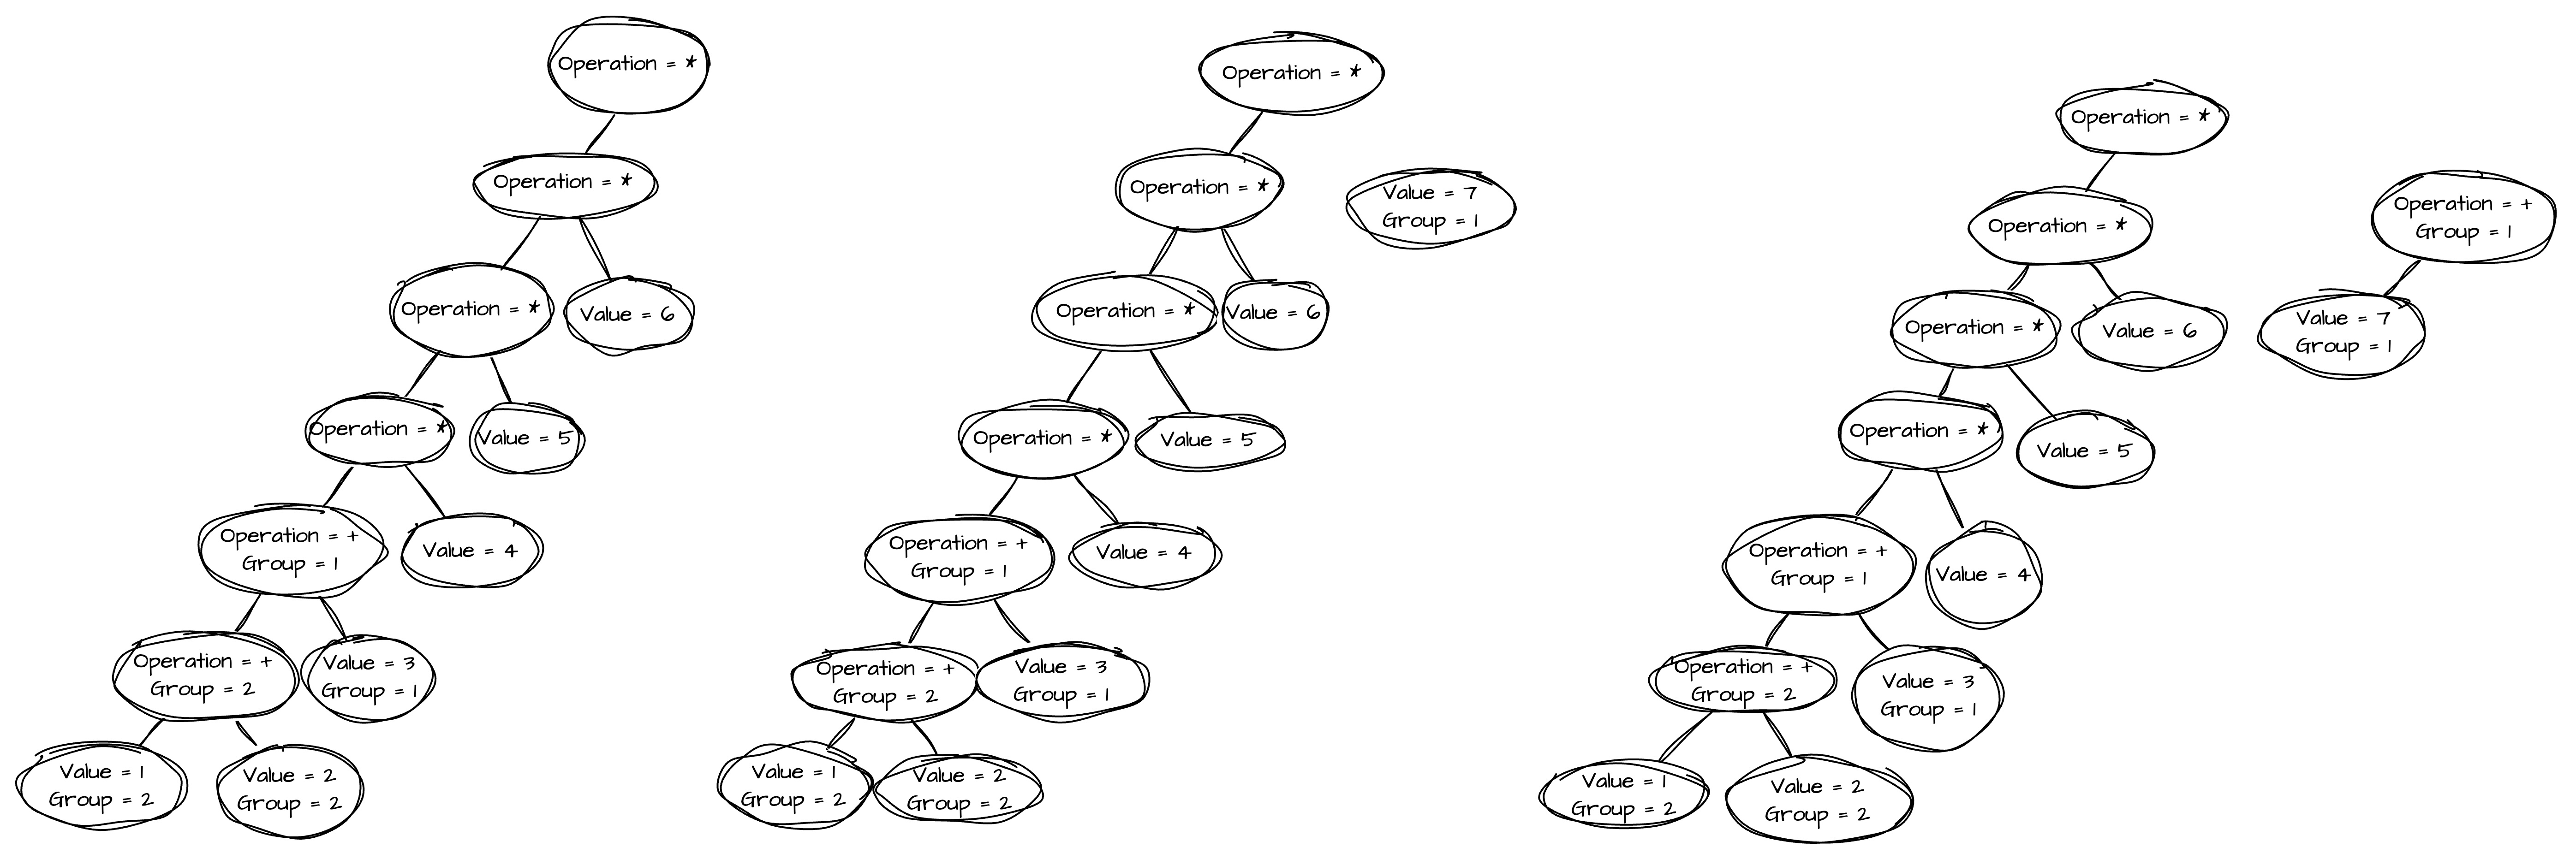 Operation = *
Operation = *
Operation = *
Value = 6
Operation = *
Value = 5
Operation = +
Group = 1
Value = 4
Operation = +
Group = 2
Value = 3
Group = 1
Value = 1
Group = 2
Value = 2
Group = 2
Operation = *
Operation = *
Value = 7
Group = 1
Operation = *
Value = 6
Operation = *
Value = 5
Operation = +
Group = 1
Value = 4
Operation = +
Group = 2
Value = 3
Group = 1
Value = 1
Group = 2
Value = 2
Group = 2
Operation = *
Operation = *
Operation = +
Group = 1
Operation = *
Value = 6
Value = 7
Group = 1
Operation = *
Value = 5
Operation = +
Group = 1
Value = 4
Operation = +
Group = 2
Value = 3
Group = 1
Value = 1
Group = 2
Value = 2
Group = 2